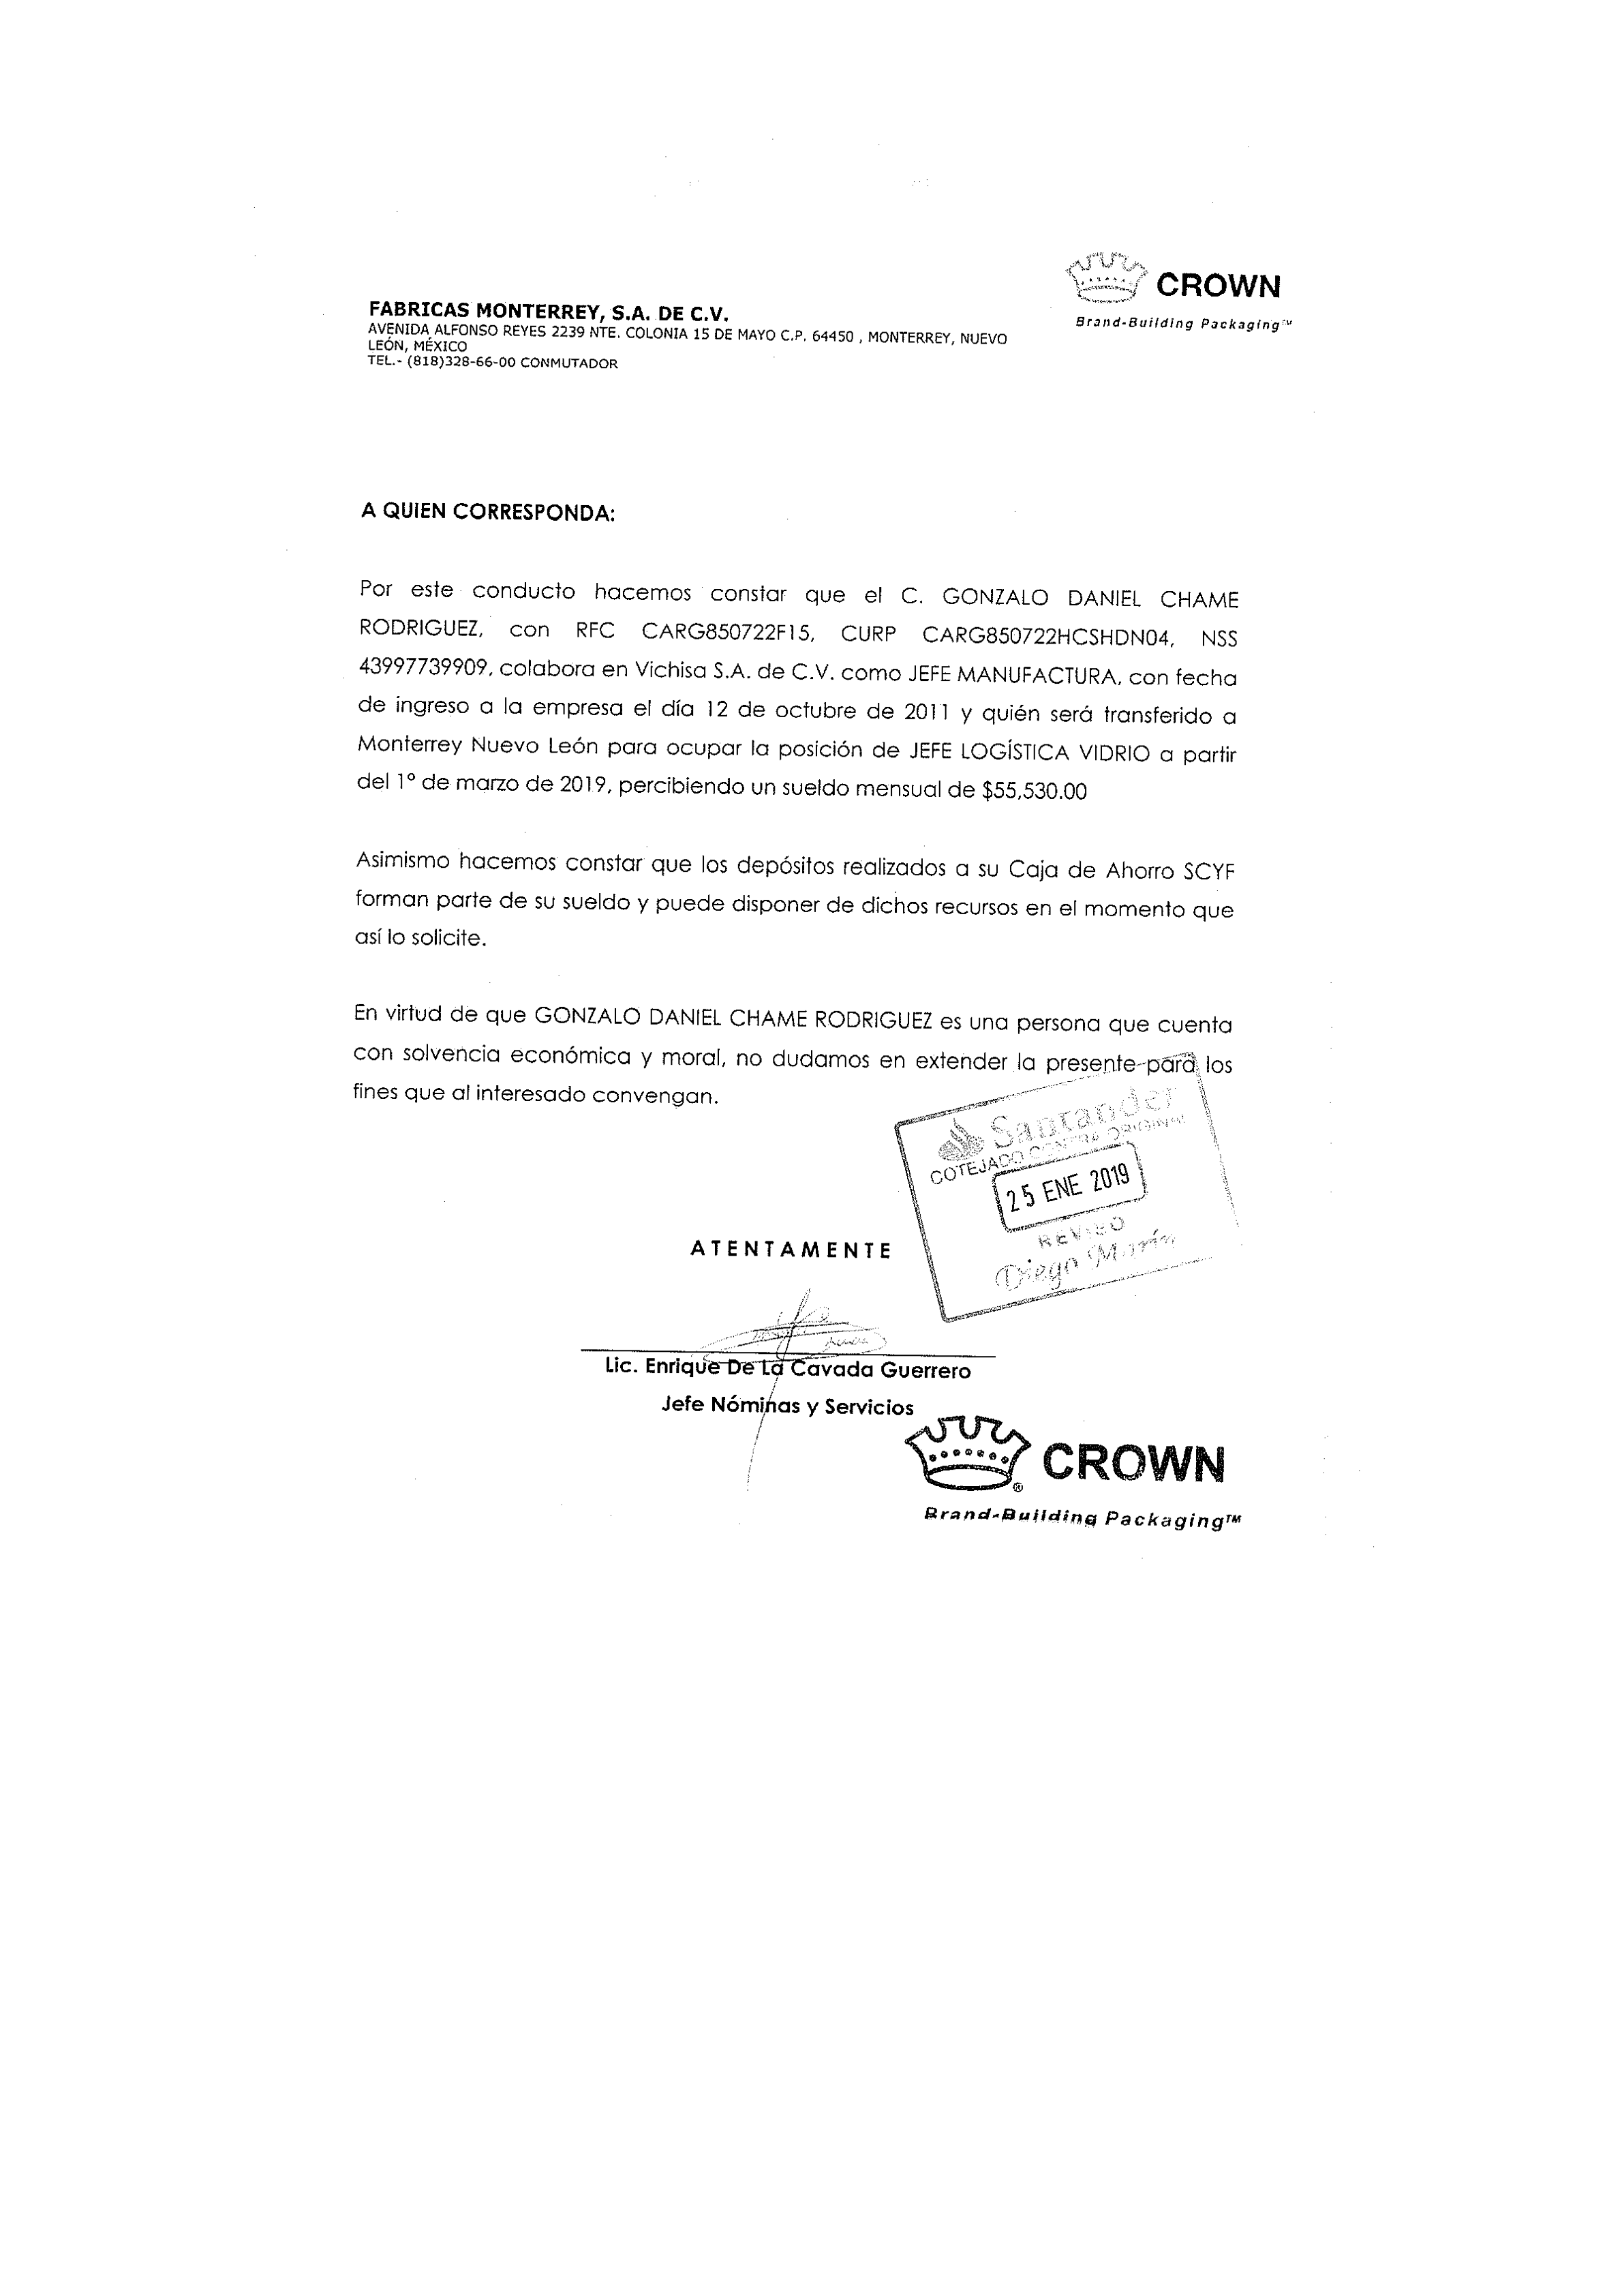 CROWN
Brand-Building Packaging™
FABRICAS MONTERREY, S.A. DE C.V.
AVENIDA ALFONSO REYES 2239 NTE. COLONIA 15 DE MAYO C.P. 64450 , MONTERREY, NUEVO
LEÓN, MÉXICO
TEL.- (818)328-66-00 CONMUTADOR
A QUIEN CORRESPONDA:
Por este conducto hacemos constar que el C. GONZALO DANIEL CHAME
RODRIGUEZ, con RFC CARG850722F15, CURP CARG850722HCSHDN04, NSS
43997739909, colabora en Vichisa S.A. de C.V. como JEFE MANUFACTURA, con fecha
de ingreso a la empresa el día 12 de octubre de 2011 y quién será transferido a
Monterrey Nuevo León para ocupar la posición de JEFE LOGÍSTICA VIDRIO a partir
del 1º de marzo de 2019, percibiendo un sueldo mensual de $55,530.00
Asimismo hacemos constar que los depósitos realizados a su Caja de Ahorro SCYF
forman parte de su sueldo y puede disponer de dichos recursos en el momento que
así lo solicite.
En virtud de que GONZALO DANIEL CHAME RODRIGUEZ es una persona que cuenta
con solvencia económica y moral, no dudamos en extender la presente para los
fines que al interesado convengan.
Santander
COTEJADO CONTRA ORIGINAL
25 ENE 2019
REVISO
Diego Marín
ATENTAMENTE
Lic. Enrique De La Cavada Guerrero
Jefe Nóminas y Servicios
CROWN
®
Brand-Building Packaging™